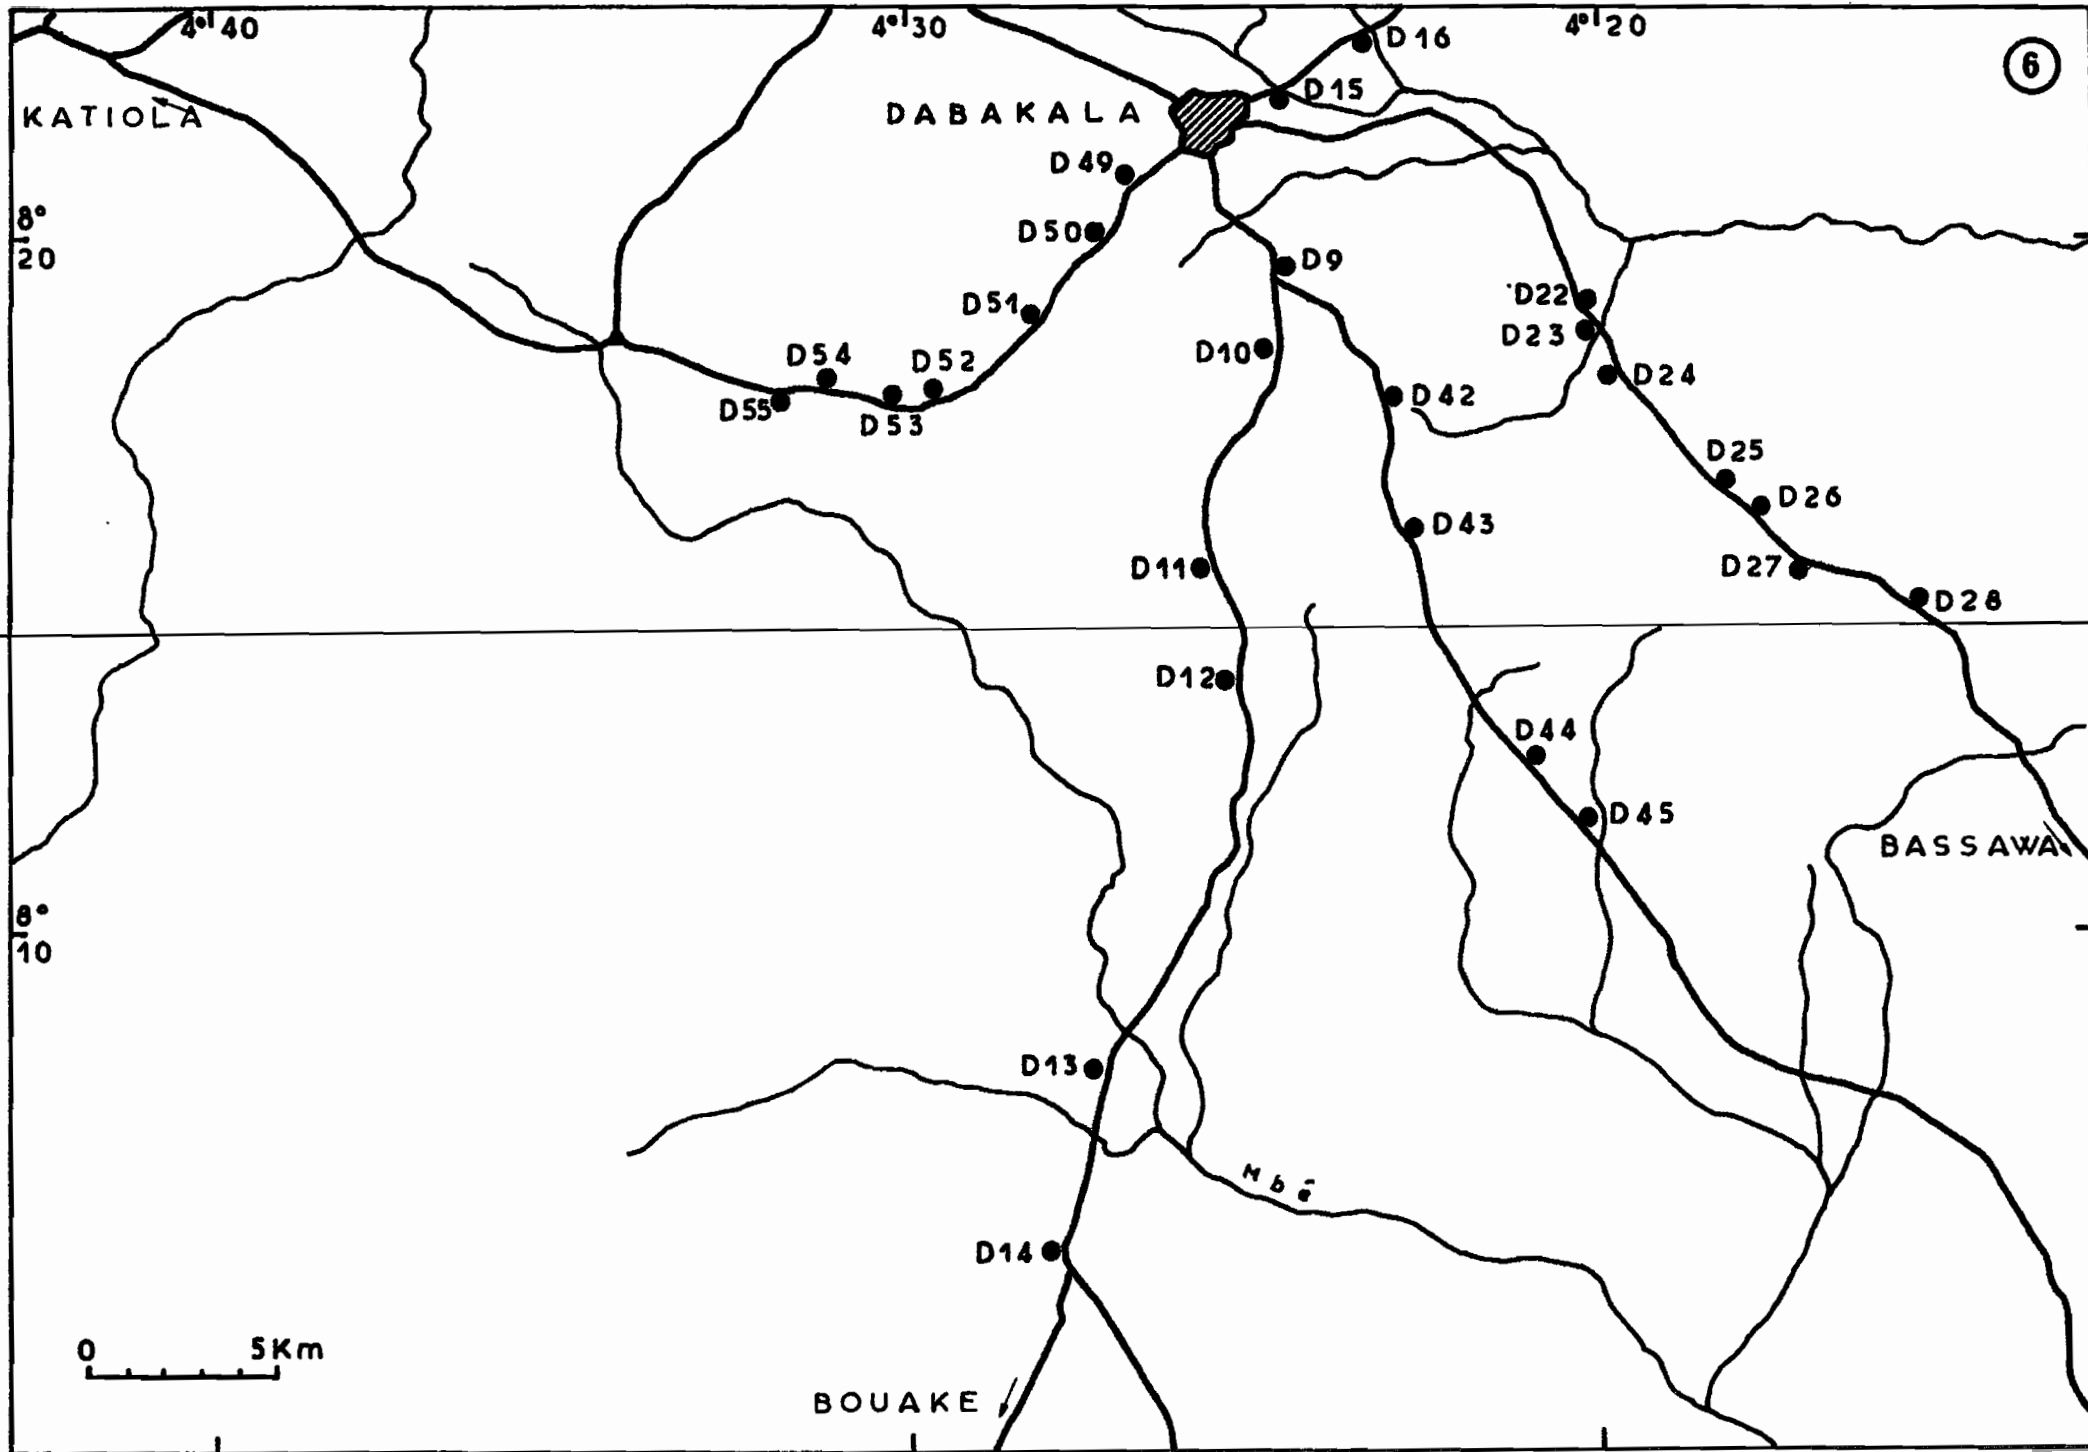 4° 40
4° 30
4° 20
6
D16
D15
KATIOLA
DABAKALA
D49
8°
20
D50
D9
D22
D51
D23
D10
D54
D52
D24
D55
D53
D42
D25
D26
D43
D11
D27
D28
D12
D44
D45
BASSAWA
8°
10
D13
Mbé
D14
0 5Km
BOUAKE